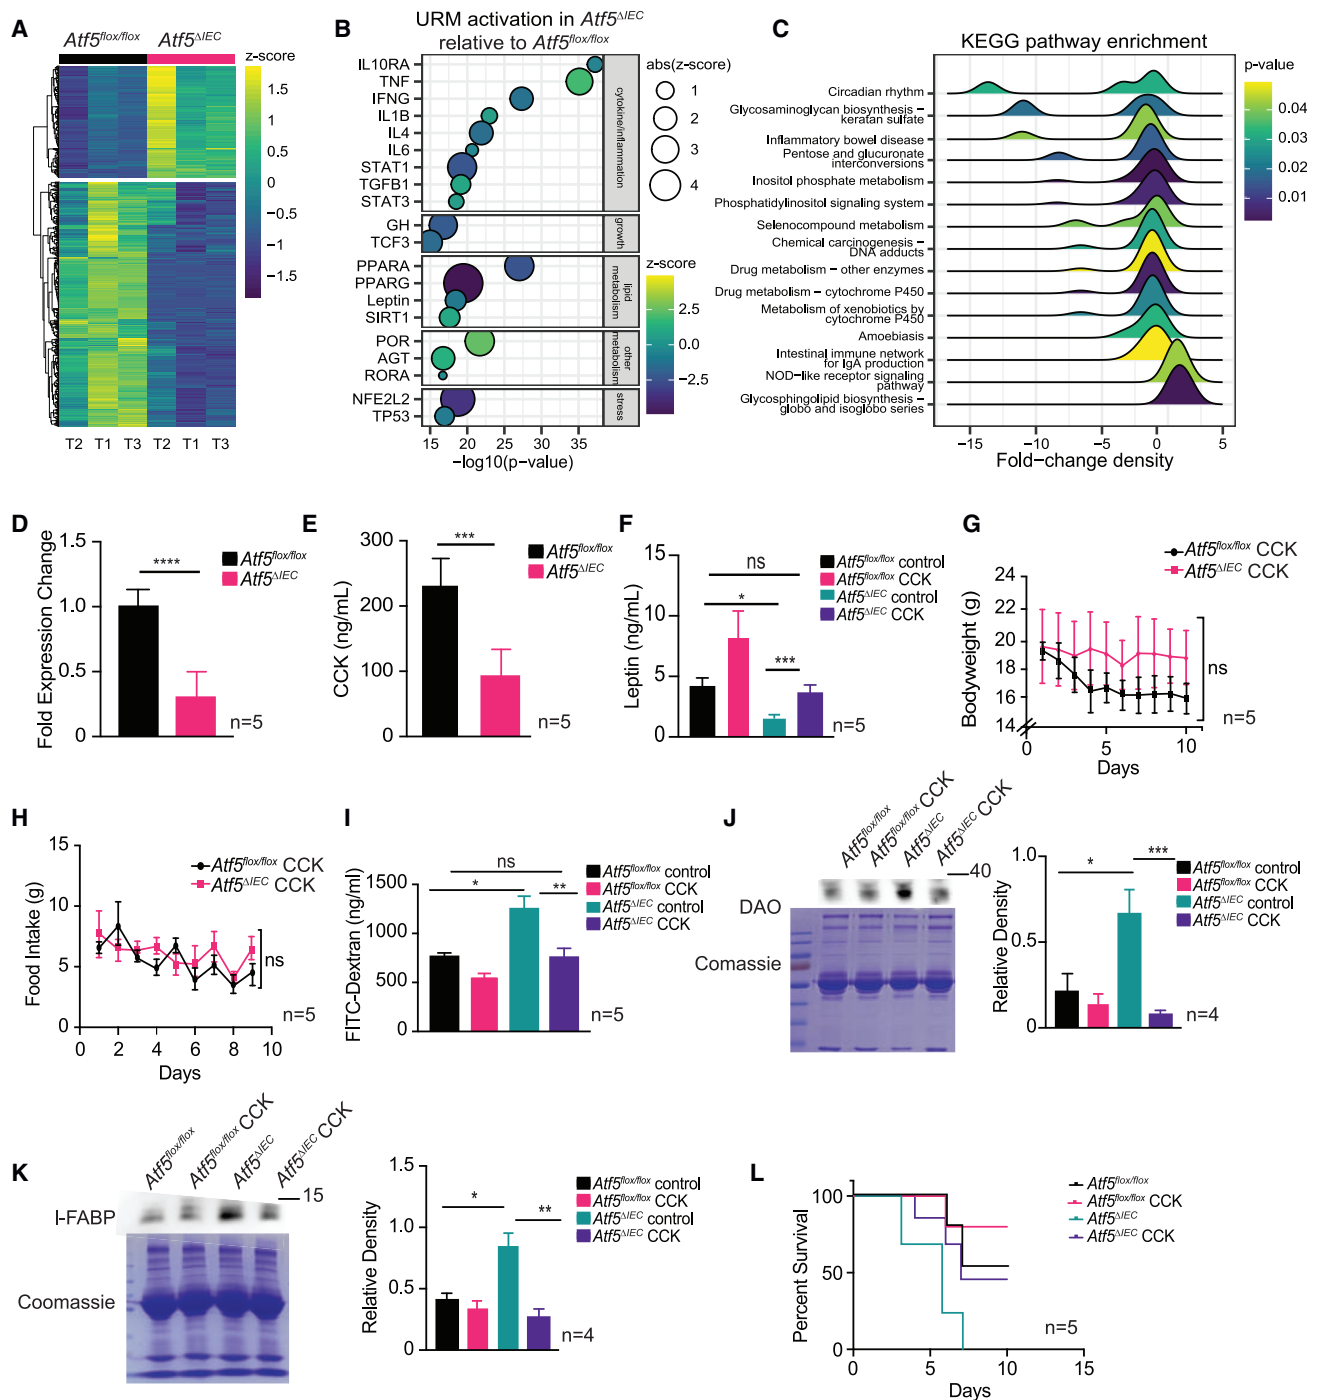 A
Atf5flox/flox Atf5ΔIEC
z-score
1.5
1
0.5
0
−0.5
−1
−1.5
T2 T1 T3 T2 T1 T3
B
URM activation in Atf5ΔIEC
relative to Atf5flox/flox
IL10RA
TNF
IFNG
IL1B
IL4
IL6
STAT1
TGFB1
STAT3
cytokine/inflammation
GH
TCF3
growth
PPARA
PPARG
Leptin
SIRT1
lipid
metabolism
POR
AGT
RORA
other
metabolism
NFE2L2
TP53
stress
15 20 25 30 35
−log10(p−value)
abs(z−score)
1
2
3
4
z−score
2.5
0.0
−2.5
C
KEGG pathway enrichment
Circadian rhythm
Glycosaminoglycan biosynthesis −
keratan sulfate
Inflammatory bowel disease
Pentose and glucuronate
interconversions
Inositol phosphate metabolism
Phosphatidylinositol signaling system
Selenocompound metabolism
Chemical carcinogenesis −
DNA adducts
Drug metabolism − other enzymes
Drug metabolism − cytochrome P450
Metabolism of xenobiotics by
cytochrome P450
Amoebiasis
Intestinal immune network
for IgA production
NOD−like receptor signaling
pathway
Glycosphingolipid biosynthesis −
globo and isoglobo series
−15 −10 −5 0 5
Fold−change density
p−value
0.04
0.03
0.02
0.01
D
Fold Expression Change
1.5
1.0
0.5
0
****
Atf5flox/flox
Atf5ΔIEC
n=5
E
CCK (ng/mL)
300
200
100
0
***
Atf5flox/flox
Atf5ΔIEC
n=5
F
Leptin (ng/mL)
15
10
5
0
ns
*
***
Atf5flox/flox control
Atf5flox/flox CCK
Atf5ΔIEC control
Atf5ΔIEC CCK
n=5
G
Atf5flox/flox CCK
Atf5ΔIEC CCK
Bodyweight (g)
24
22
20
18
16
14
0 5 10
Days
ns
n=5
H
Food Intake (g)
15
10
5
0
0 2 4 6 8 10
Days
Atf5flox/flox CCK
Atf5ΔIEC CCK
ns
n=5
I
FITC-Dextran (ng/ml)
1500
1000
500
0
ns
*
**
Atf5flox/flox control
Atf5flox/flox CCK
Atf5ΔIEC control
Atf5ΔIEC CCK
n=5
J
Atf5flox/flox
Atf5flox/flox CCK
Atf5ΔIEC
Atf5ΔIEC CCK
40
DAO
Comassie
Relative Density
1.0
0.5
0
*
***
Atf5flox/flox control
Atf5flox/flox CCK
Atf5ΔIEC control
Atf5ΔIEC CCK
n=4
K
Atf5flox/flox
Atf5flox/flox CCK
Atf5ΔIEC
Atf5ΔIEC CCK
15
I-FABP
Coomassie
Relative Density
1.5
1.0
0.5
0
*
**
Atf5flox/flox control
Atf5flox/flox CCK
Atf5ΔIEC control
Atf5ΔIEC CCK
n=4
L
Percent Survival
100
50
0
0 5 10 15
Days
Atf5flox/flox
Atf5flox/flox CCK
Atf5ΔIEC
Atf5ΔIEC CCK
n=5